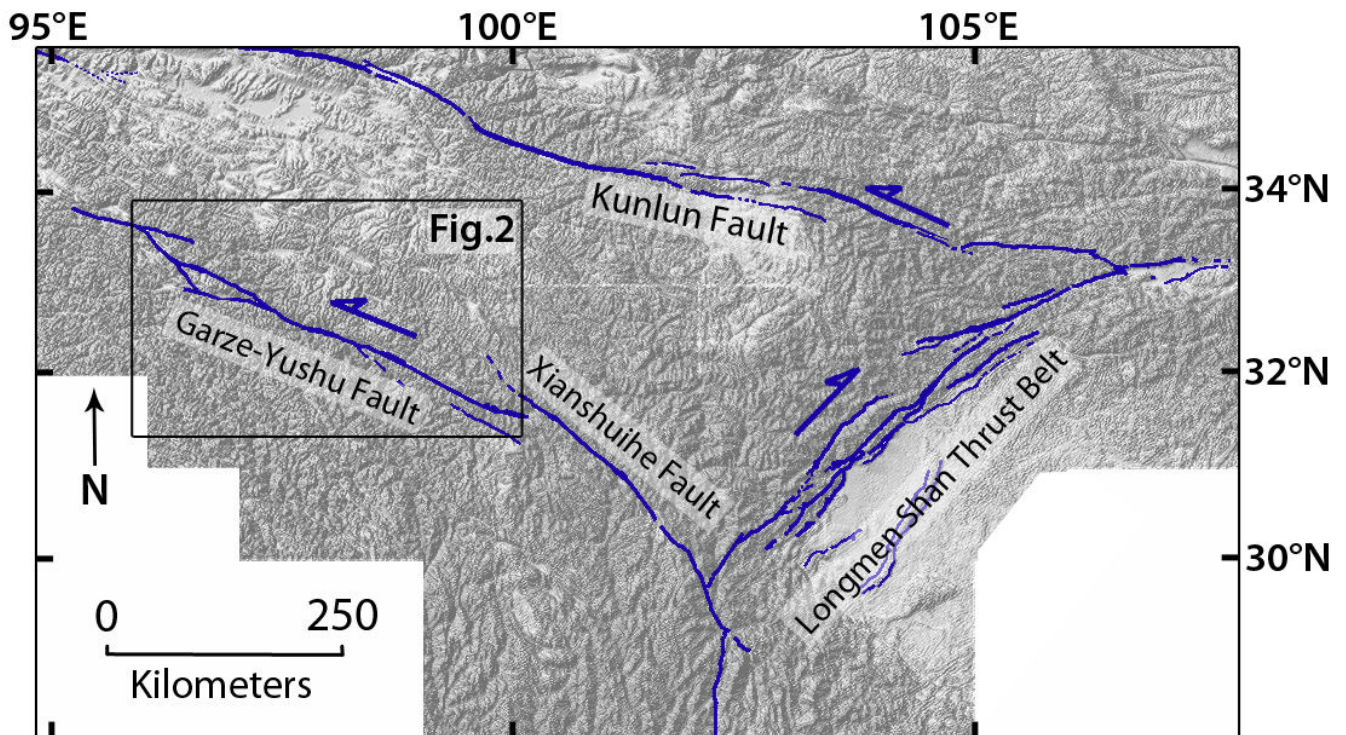 95°E
100°E
105°E
34°N
Kunlun Fault
Fig.2
Garze-Yushu Fault
Xianshuihe Fault
32°N
Longmen Shan Thrust Belt
N
30°N
0
250
Kilometers